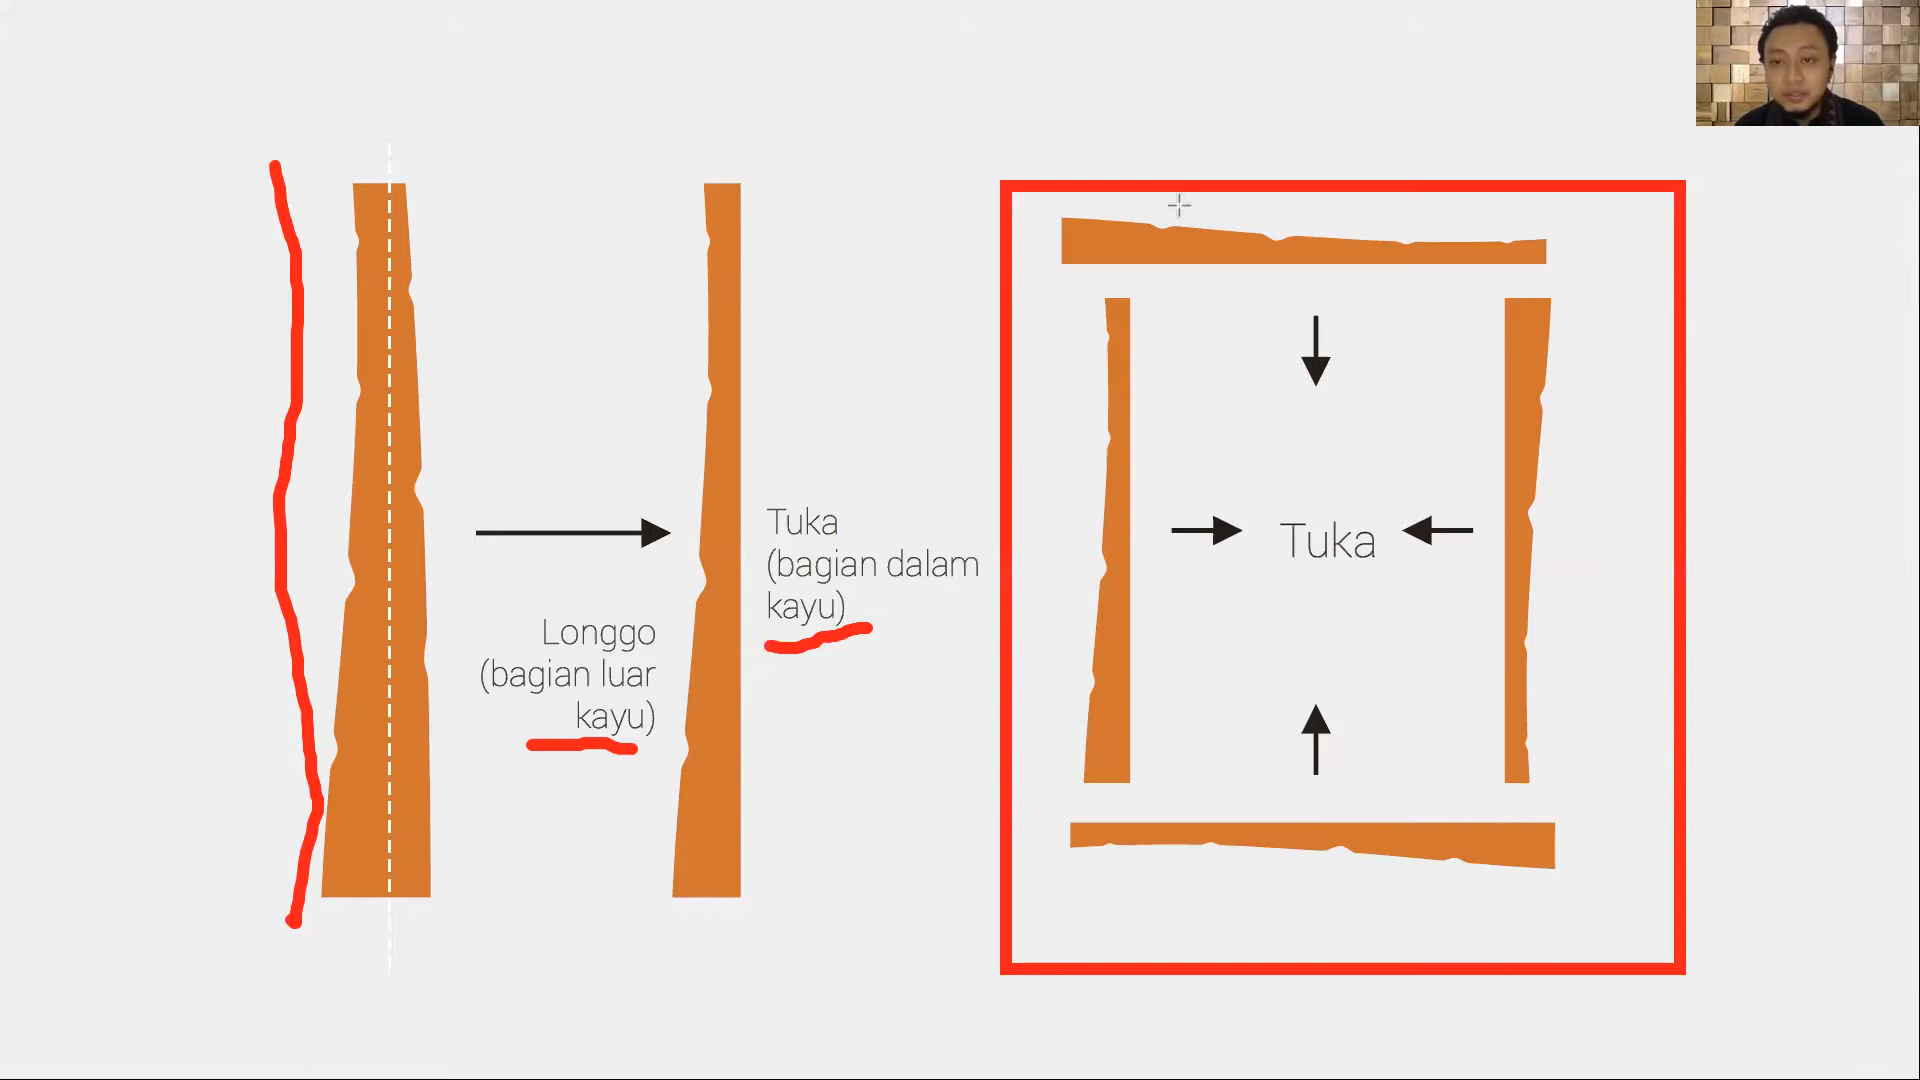 Tuka
(bagian dalam
kayu)
Longgo
(bagian luar
kayu)
Tuka